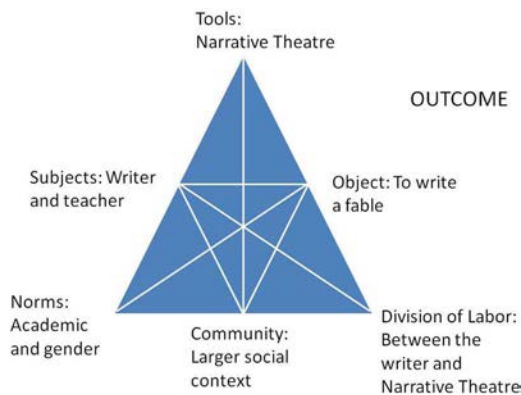 Tools:
Narrative Theatre
OUTCOME
Subjects: Writer
and teacher
Object: To write
a fable
Norms:
Academic
and gender
Community:
Larger social
context
Division of Labor:
Between the
writer and
Narrative Theatre